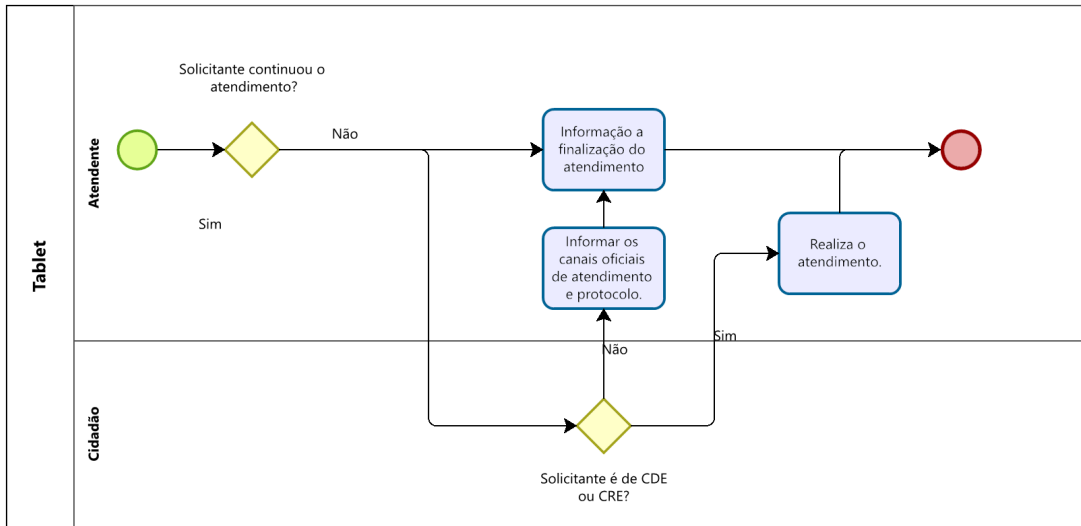 Tablet
Atendente
Solicitante continuou o
atendimento?
Não
Sim
Informação a
finalização do
atendimento
Informar os
canais oficiais
de atendimento
e protocolo.
Realiza o
atendimento.
Sim
Não
Cidadão
Solicitante é de CDE
ou CRE?